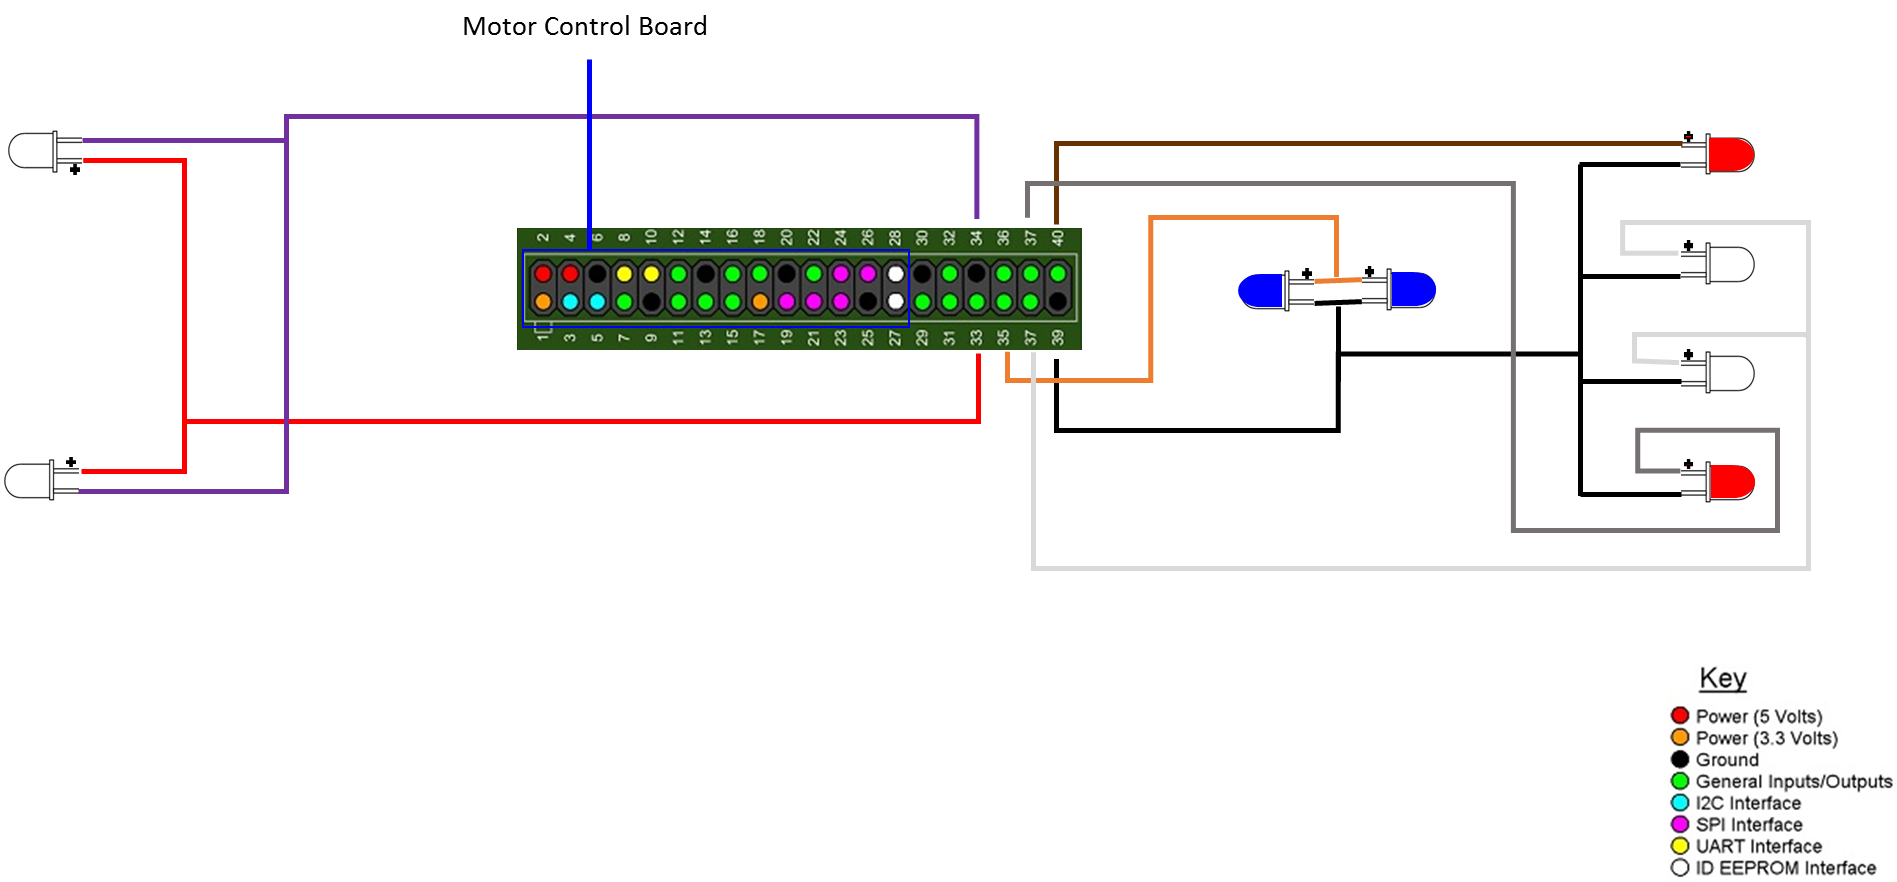 Motor Control Board
2 4 6 8 10 12 14 16 18 20 22 24 26 28 30 32 34 36 37 40
1 3 5 7 9 11 13 15 17 19 21 23 25 27 29 31 33 35 37 39
Key
Power (5 Volts)
Power (3.3 Volts)
Ground
General Inputs/Outputs
I2C Interface
SPI Interface
UART Interface
ID EEPROM Interface